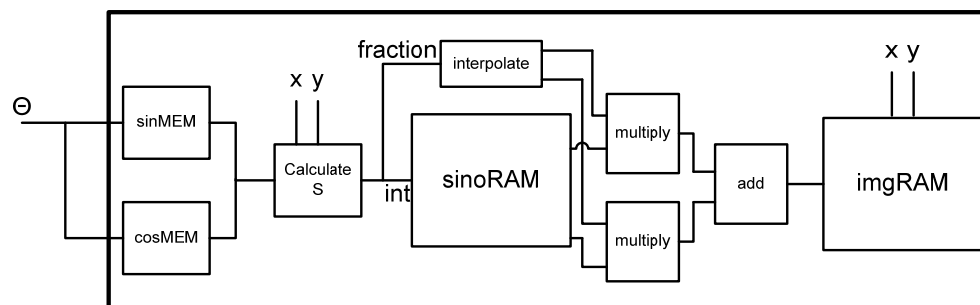 Θ
sinMEM
cosMEM
x y
Calculate
S
fraction
int
interpolate
sinoRAM
multiply
multiply
add
x y
imgRAM